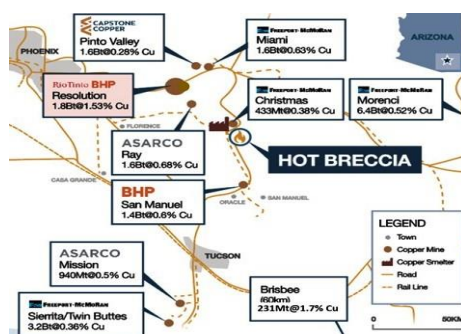 CAPSTONE
COPPER
Pinto Valley
1.6Bt@0.28% Cu
FREEPORT-McMoRAN
Miami
1.6Bt@0.63% Cu
ARIZONA
PHOENIX
RioTinto BHP
Resolution
1.8Bt@1.53% Cu
FREEPORT-McMoRAN
Christmas
433Mt@0.38% Cu
FREEPORT-McMoRAN
Morenci
6.4Bt@0.52% Cu
FLORENCE
ASARCO
Ray
1.6Bt@0.68% Cu
HOT BRECCIA
CASA GRANDE
BHP
San Manuel
1.4Bt@0.6% Cu
ORACLE
SAN MANUEL
LEGEND
Town
Copper Mine
Copper Smelter
Road
Rail Line
TUCSON
ASARCO
Mission
940Mt@0.5% Cu
Brisbee
(60km)
231Mt@1.7% Cu
FREEPORT-McMoRAN
Sierrita/Twin Buttes
3.2Bt@0.36% Cu
0 50KM